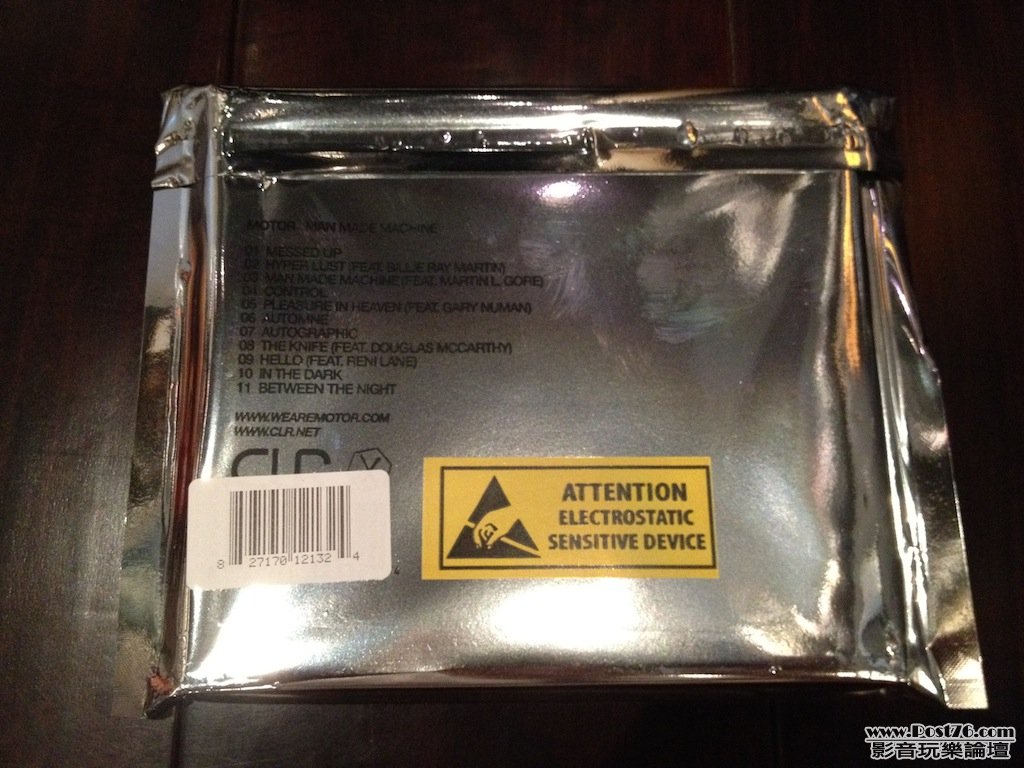 MOTOR - MAN MADE MACHINE
01 MESSED UP
02 HYPER LUST (FEAT. BILLIE RAY MARTIN)
03 MAN MADE MACHINE (FEAT. MARTIN L. GORE)
04 CONTROL
05 PLEASURE IN HEAVEN (FEAT. GARY NUMAN)
06 AUTOMNE
07 AUTOGRAPHIC
08 THE KNIFE (FEAT. DOUGLAS MCCARTHY)
09 HELLO (FEAT. RENI LANE)
10 IN THE DARK
11 BETWEEN THE NIGHT
WWW.WEAREMOTOR.COM
WWW.CLR.NET
CLR
8 27170 12132 4
4
ATTENTION
ELECTROSTATIC
SENSITIVE DEVICE
www.Post76.com
影音玩樂論壇